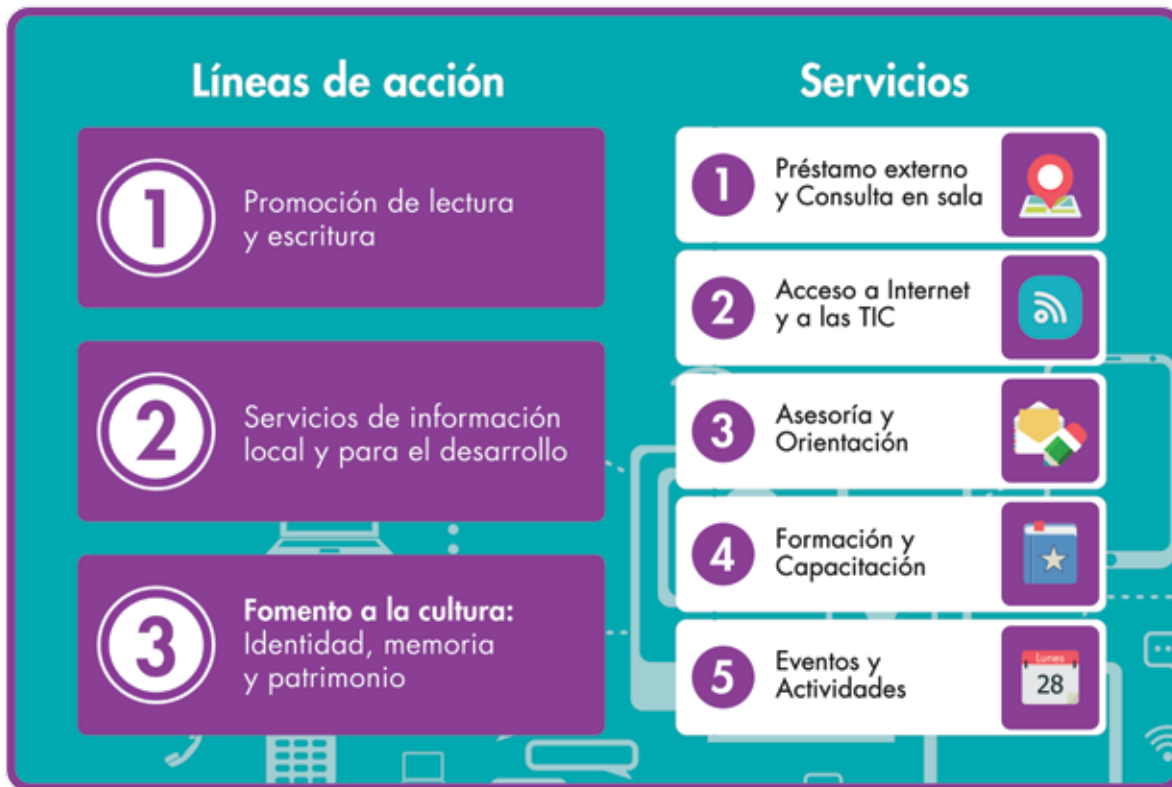 Líneas de acción
1
Promoción de lectura
y escritura
2
Servicios de información
local y para el desarrollo
3
Fomento a la cultura:
Identidad, memoria
y patrimonio
Servicios
1
Préstamo externo
y Consulta en sala
2
Acceso a Internet
y a las TIC
3
Asesoría y
Orientación
4
Formación y
Capacitación
5
Eventos y
Actividades
Lunes
28